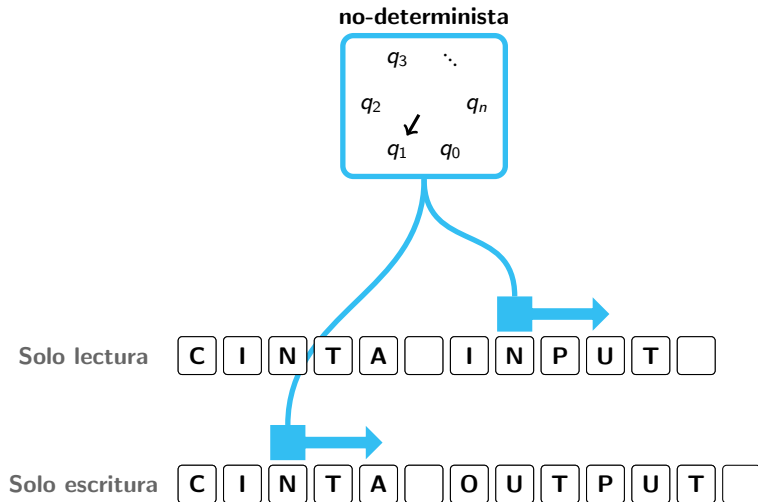 no-determinista
q₃ ⋱
q₂ qₙ
q₁ q₀
Solo lectura C I N T A I N P U T
Solo escritura C I N T A O U T P U T